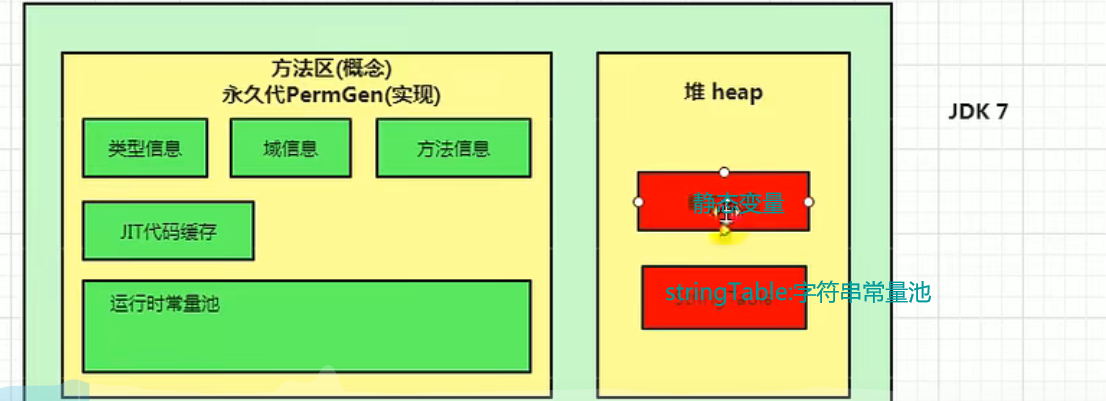 方法区(概念)
永久代PermGen(实现)
类型信息
域信息
方法信息
JIT代码缓存
运行时常量池
堆 heap
静态变量
stringTable:字符串常量池
JDK 7